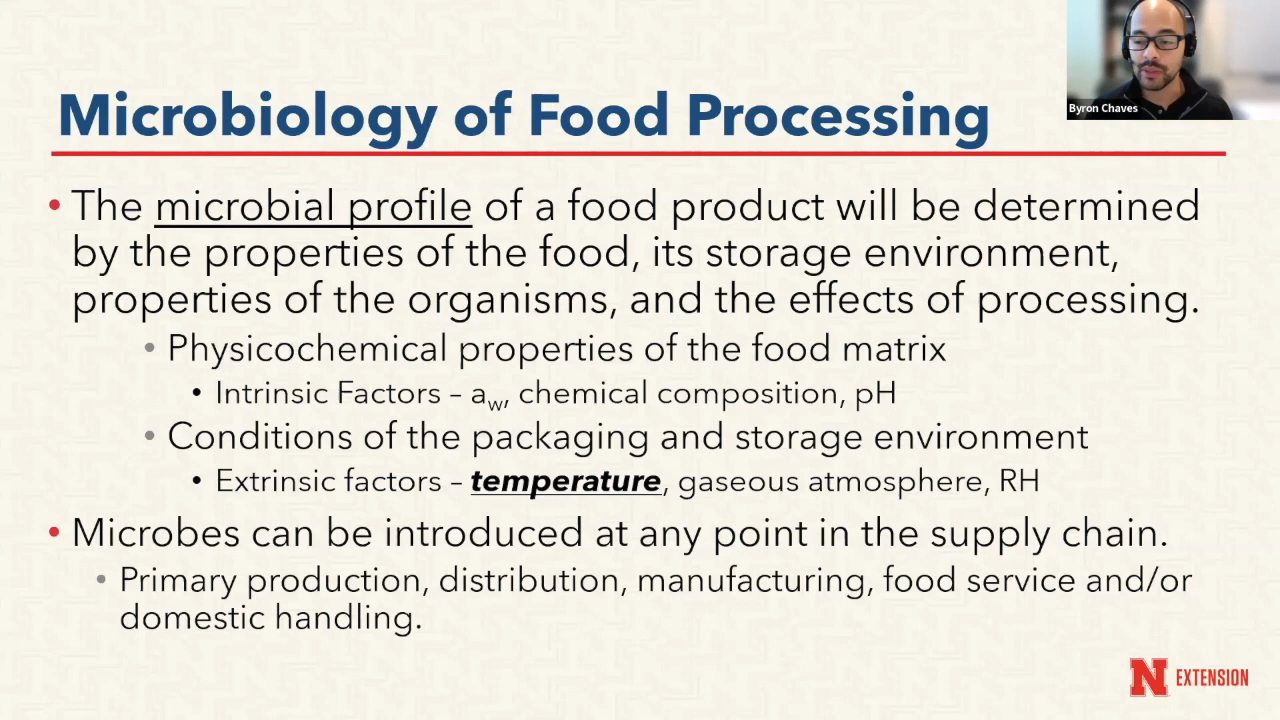 Byron Chaves
Microbiology of Food Processing
• The microbial profile of a food product will be determined
by the properties of the food, its storage environment,
properties of the organisms, and the effects of processing.
• Physicochemical properties of the food matrix
• Intrinsic Factors – aw, chemical composition, pH
• Conditions of the packaging and storage environment
• Extrinsic factors – temperature, gaseous atmosphere, RH
• Microbes can be introduced at any point in the supply chain.
• Primary production, distribution, manufacturing, food service and/or
domestic handling.
N EXTENSION